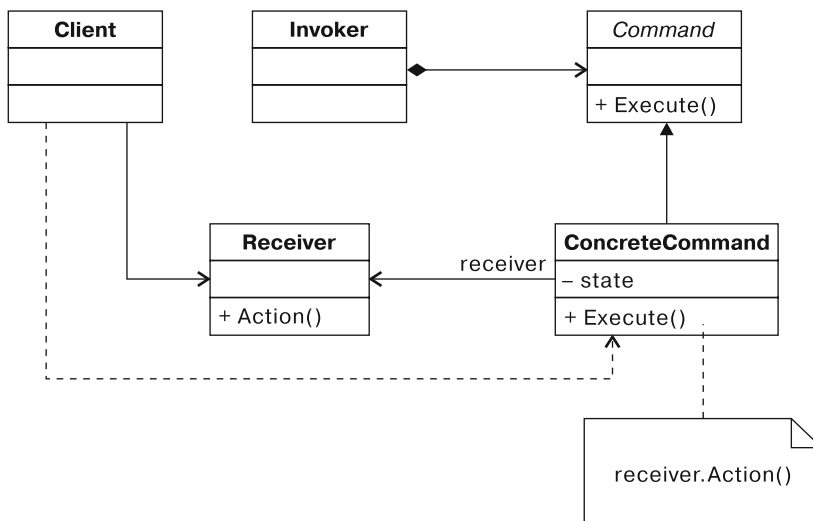 Client
Invoker
Command
+ Execute()
Receiver
+ Action()
receiver
ConcreteCommand
– state
+ Execute()
receiver.Action()